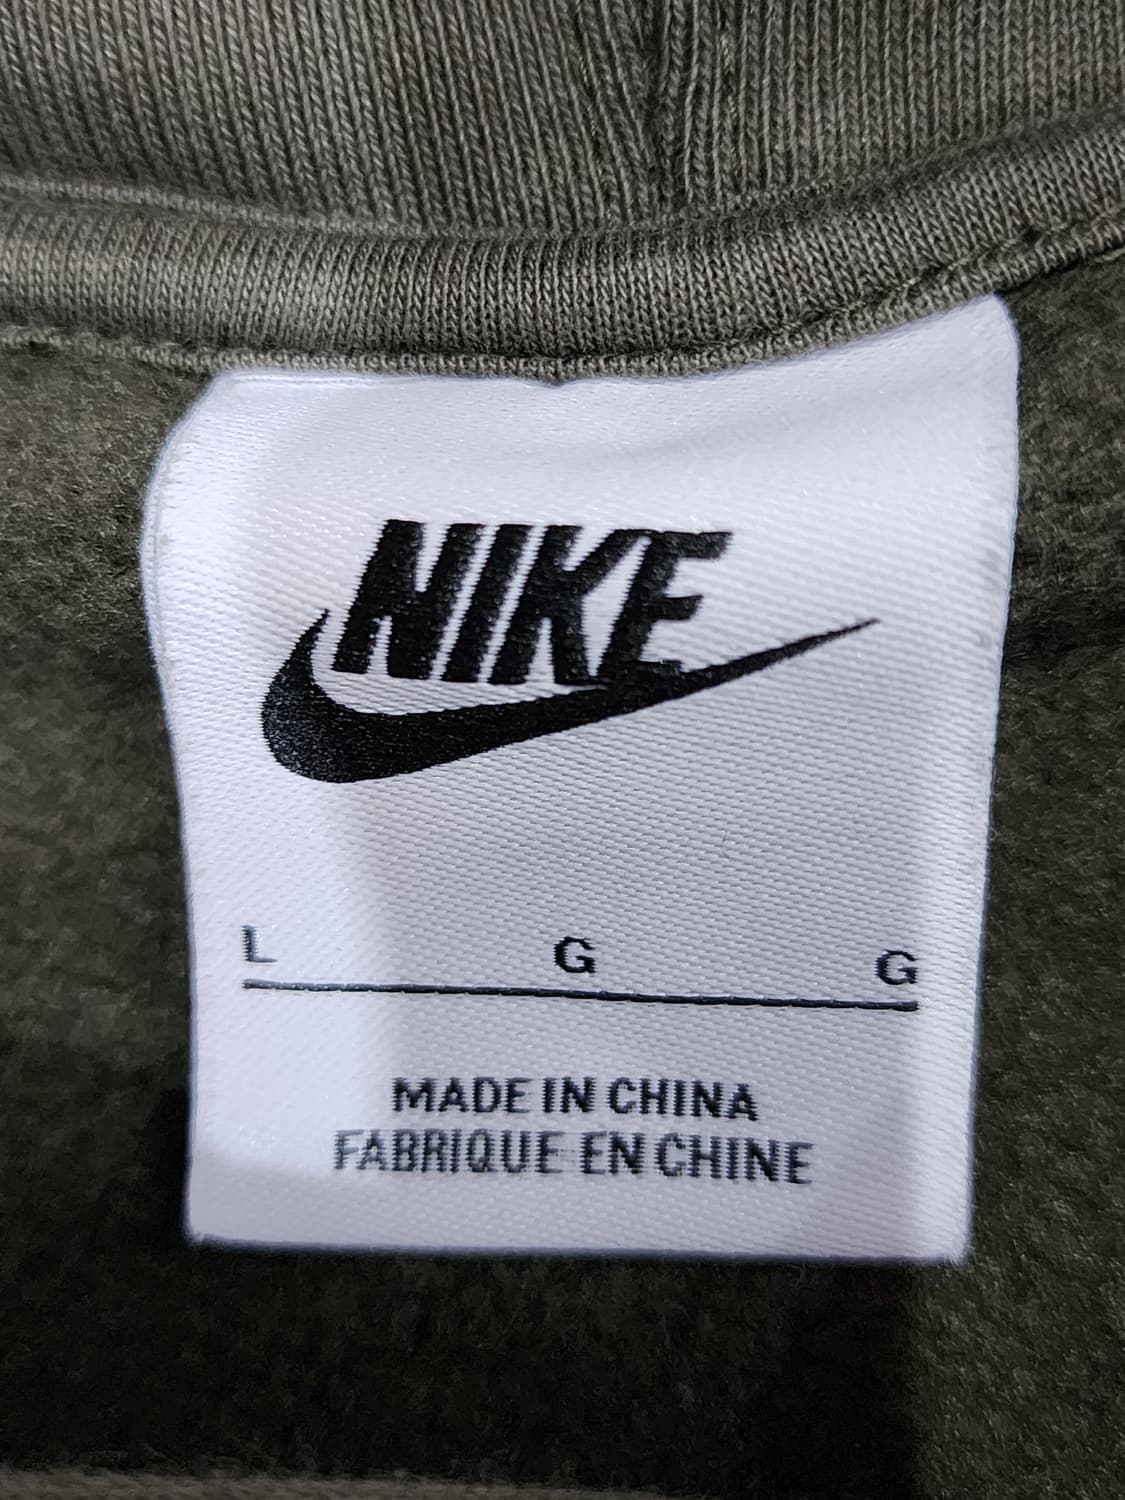 NIKE
L G G
MADE IN CHINA
FABRIQUE EN CHINE